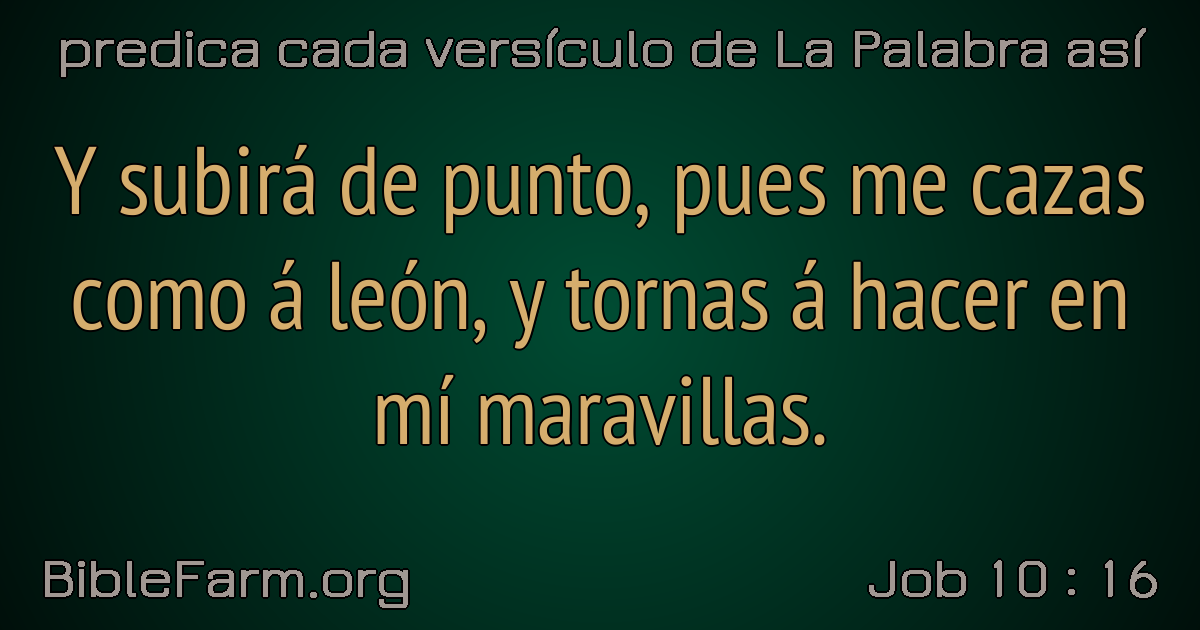 predica cada versículo de La Palabra así
Y subirá de punto, pues me cazas
como á león, y tornas á hacer en
mí maravillas.
BibleFarm.org
Job 10 : 16